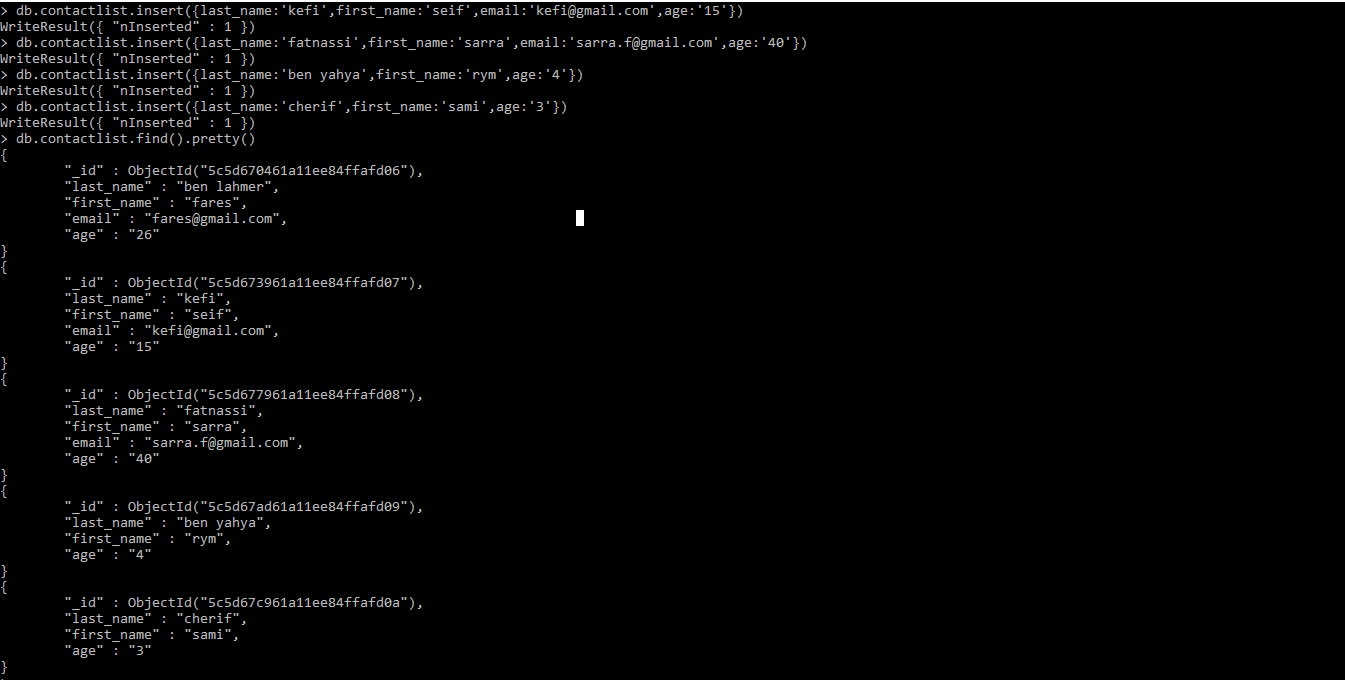 > db.contactlist.insert({last_name:'kefi',first_name:'seif',email:'kefi@gmail.com',age:'15'})
WriteResult({ "nInserted" : 1 })
> db.contactlist.insert({last_name:'fatnassi',first_name:'sarra',email:'sarra.f@gmail.com',age:'40'})
WriteResult({ "nInserted" : 1 })
> db.contactlist.insert({last_name:'ben yahya',first_name:'rym',age:'4'})
WriteResult({ "nInserted" : 1 })
> db.contactlist.insert({last_name:'cherif',first_name:'sami',age:'3'})
WriteResult({ "nInserted" : 1 })
> db.contactlist.find().pretty()
{
        "_id" : ObjectId("5c5d670461a11ee84ffafd06"),
        "last_name" : "ben lahmer",
        "first_name" : "fares",
        "email" : "fares@gmail.com",
        "age" : "26"
}
{
        "_id" : ObjectId("5c5d673961a11ee84ffafd07"),
        "last_name" : "kefi",
        "first_name" : "seif",
        "email" : "kefi@gmail.com",
        "age" : "15"
}
{
        "_id" : ObjectId("5c5d677961a11ee84ffafd08"),
        "last_name" : "fatnassi",
        "first_name" : "sarra",
        "email" : "sarra.f@gmail.com",
        "age" : "40"
}
{
        "_id" : ObjectId("5c5d67ad61a11ee84ffafd09"),
        "last_name" : "ben yahya",
        "first_name" : "rym",
        "age" : "4"
}
{
        "_id" : ObjectId("5c5d67c961a11ee84ffafd0a"),
        "last_name" : "cherif",
        "first_name" : "sami",
        "age" : "3"
}